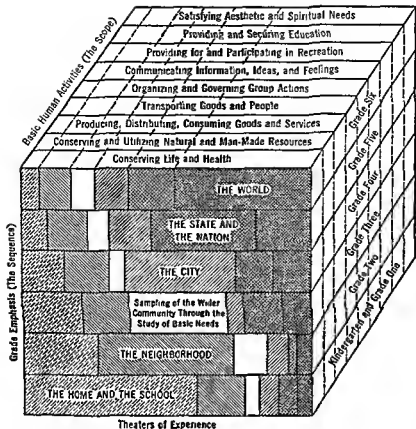 Satisfying Aesthetic and Spiritual Needs
Providing and Securing Education
Providing for and Participating in Recreation
Communicating Information, Ideas, and Feelings
Organizing and Governing Group Actions
Transporting Goods and People
Producing, Distributing, Consuming Goods and Services
Conserving and Utilizing Natural and Man-Made Resources
Conserving Life and Health
Basic Human Activities (The Scope)
Grade Six
Grade Five
Grade Four
Grade Three
Grade Two
Kindergarten and Grade One
Grade Emphasis (The Sequence)
THE WORLD
THE STATE AND
THE NATION
THE CITY
Sampling of the Wider
Community Through the
Study of Basic Needs
THE NEIGHBORHOOD
THE HOME AND THE SCHOOL
Theaters of Experience